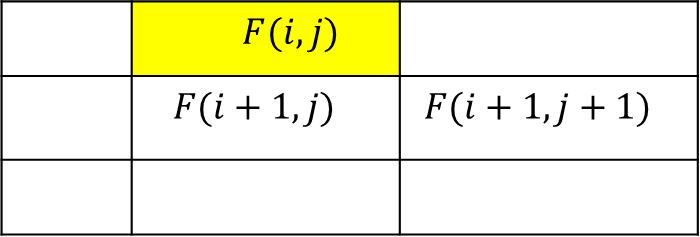 F(i, j)
F(i + 1, j) F(i + 1, j + 1)